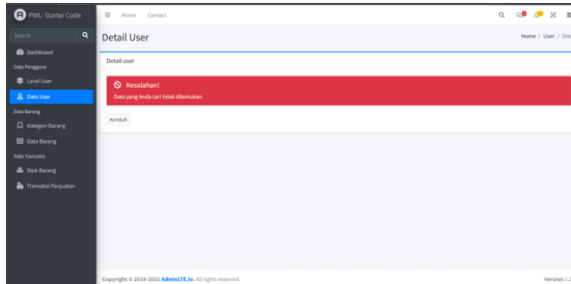 PWL- Starter Code
Home Contact
Search
Detail User
Home / User /
Dashboard
Data Pengguna
Detail user
Level User
Kesalahan!
Data User
Data yang Anda cari tidak ditemukan.
Data Barang
Kembali
Kategori Barang
Data Barang
Data Transaksi
Stok Barang
Transaksi Penjualan
Copyright © 2014-2021 AdminLTE.io. All rights reserved.
Version